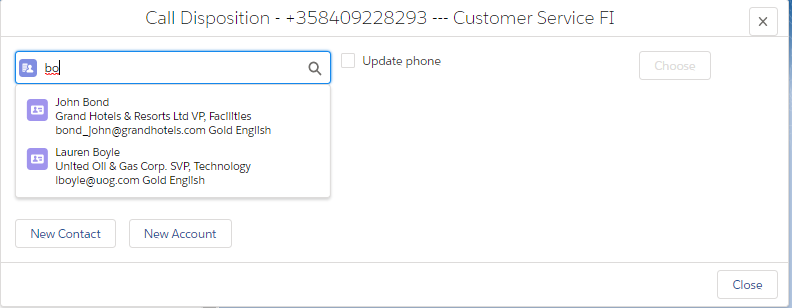 Call Disposition - +358409228293 --- Customer Service FI
bo
Update phone
Choose
John Bond
Grand Hotels & Resorts Ltd VP, Facilities
bond_john@grandhotels.com Gold English
Lauren Boyle
United Oil & Gas Corp. SVP, Technology
lboyle@uog.com Gold English
New Contact
New Account
Close